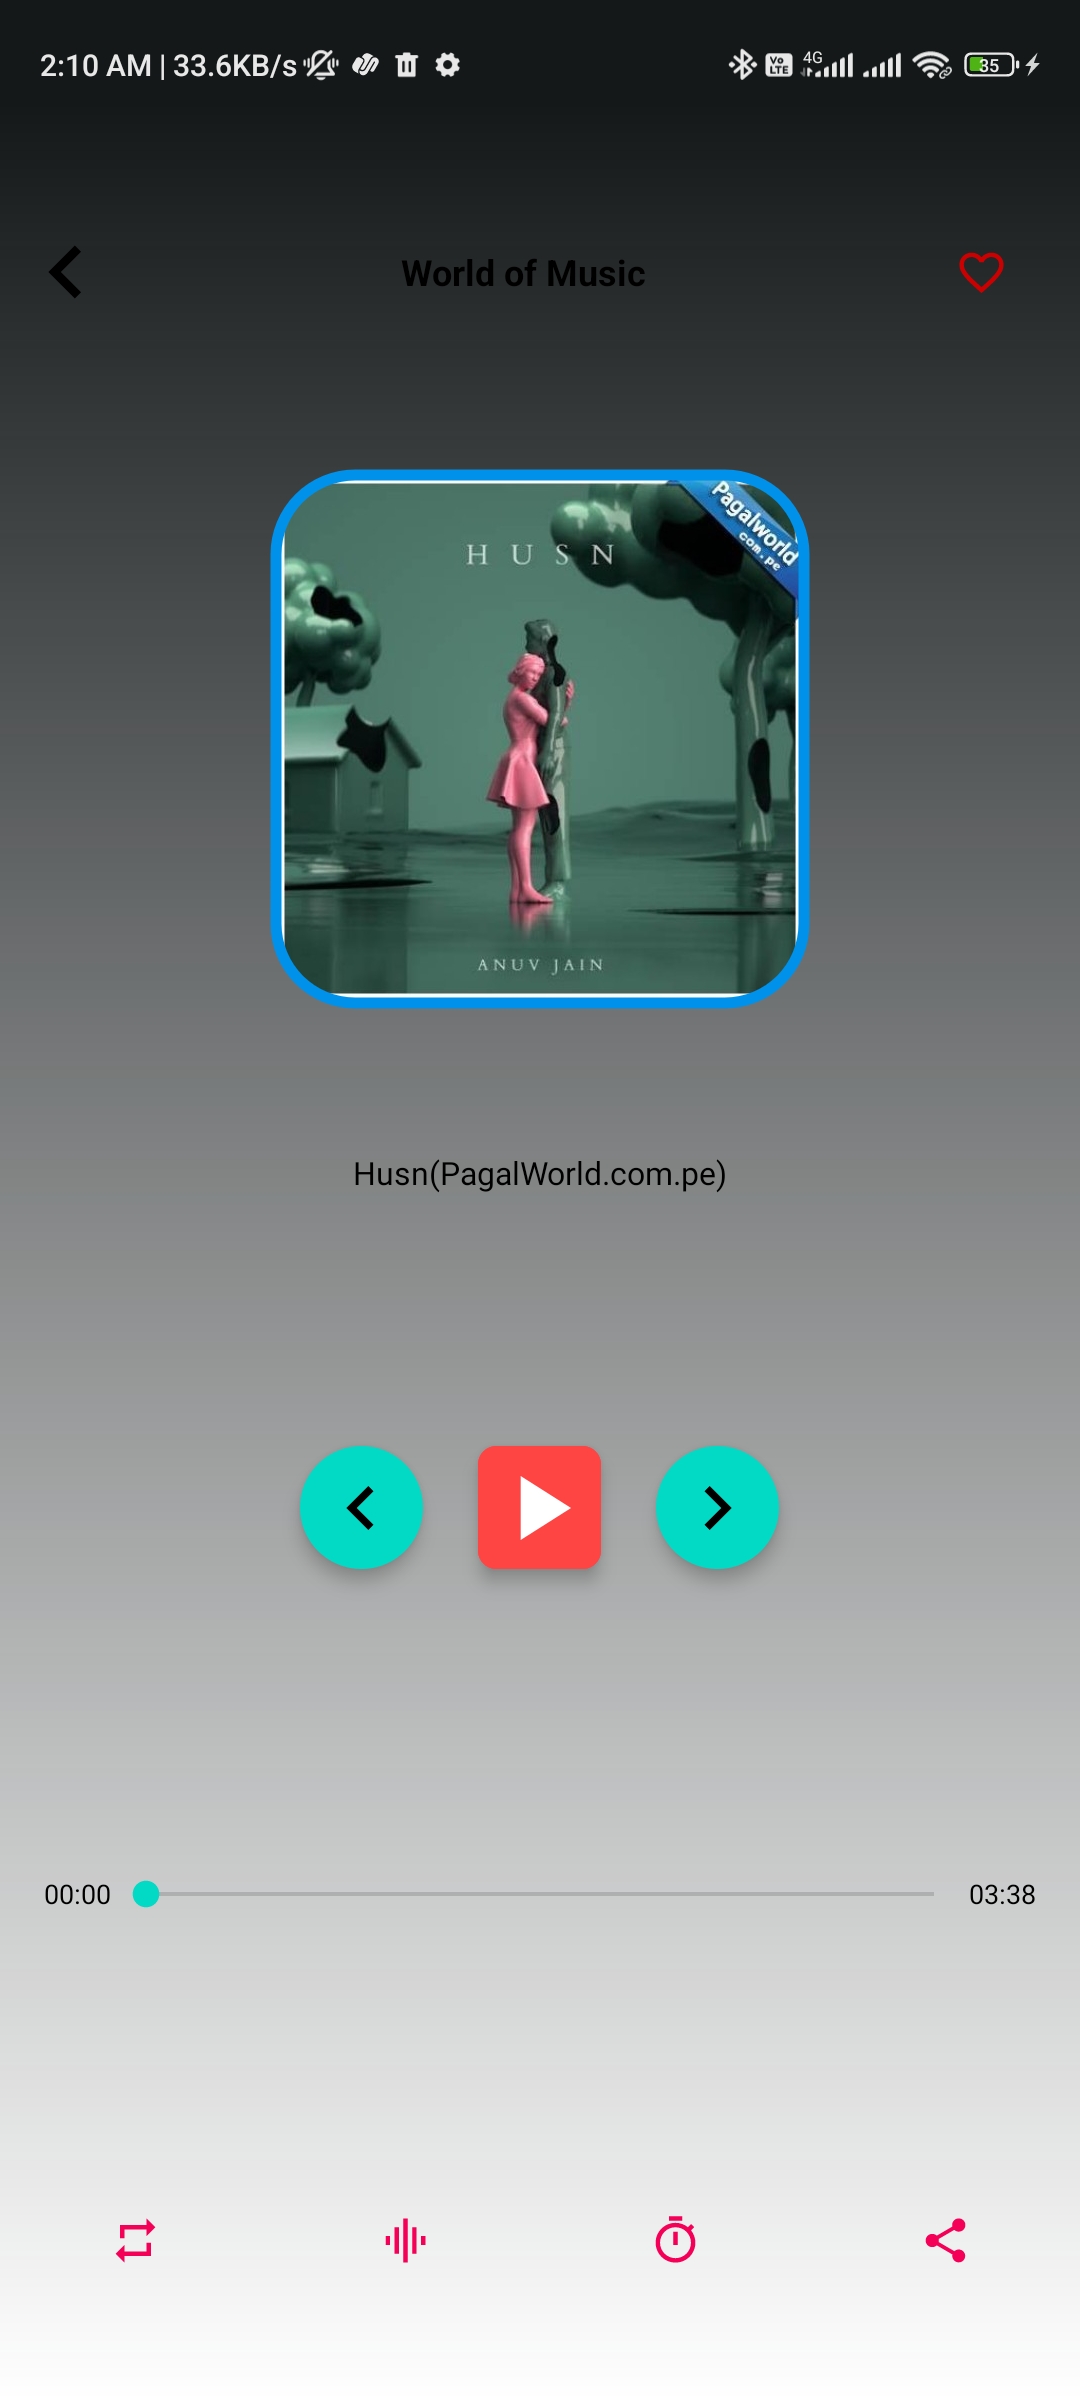 2:10 AM | 33.6KB/s
Vo
LTE
4G
35
World of Music
Pagalworld
com.pe
HUSN
ANUV JAIN
Husn(PagalWorld.com.pe)
00:00
03:38